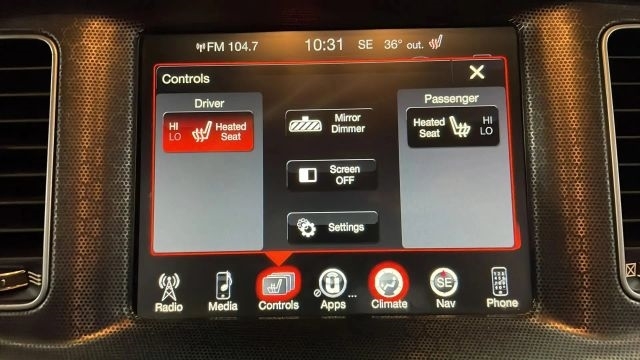 FM 104.7 10:31 SE 36° out.
Controls X
Driver
HI
LO
Heated
Seat
Mirror
Dimmer
Screen
OFF
Settings
Passenger
Heated
Seat
HI
LO
Radio Media Controls Apps ... Climate SE Nav Phone